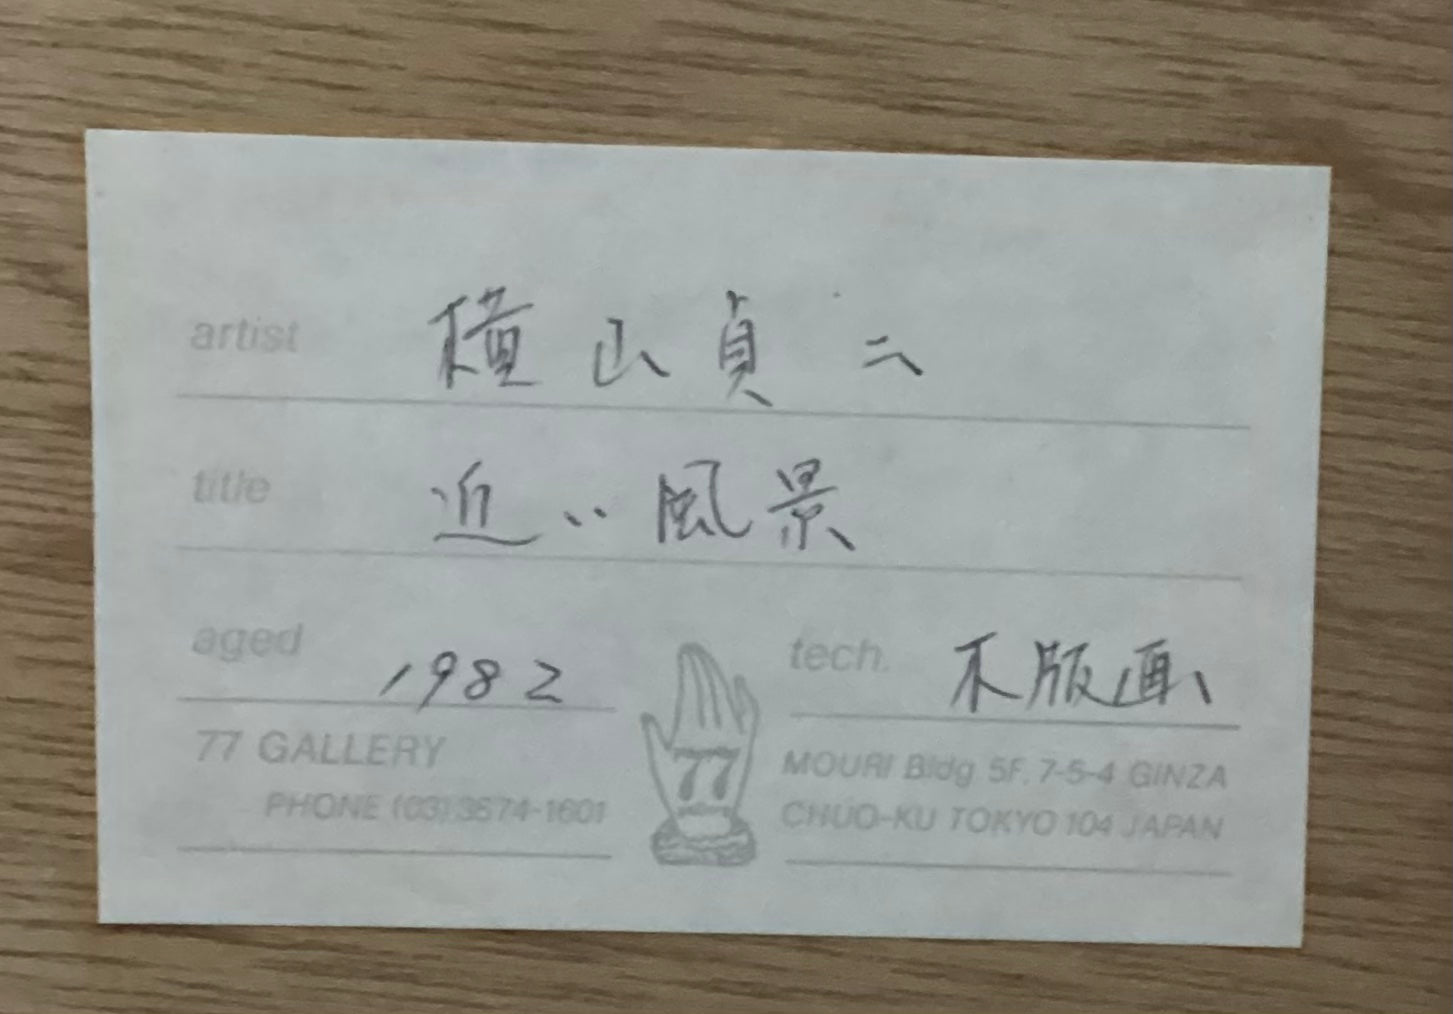 artist 横山貞二
title 近い風景
aged 1982
tech. 木版画
77 GALLERY
PHONE (03) 3574-1601
77
MOURI Bldg 5F. 7-5-4 GINZA
CHUO-KU TOKYO 104 JAPAN